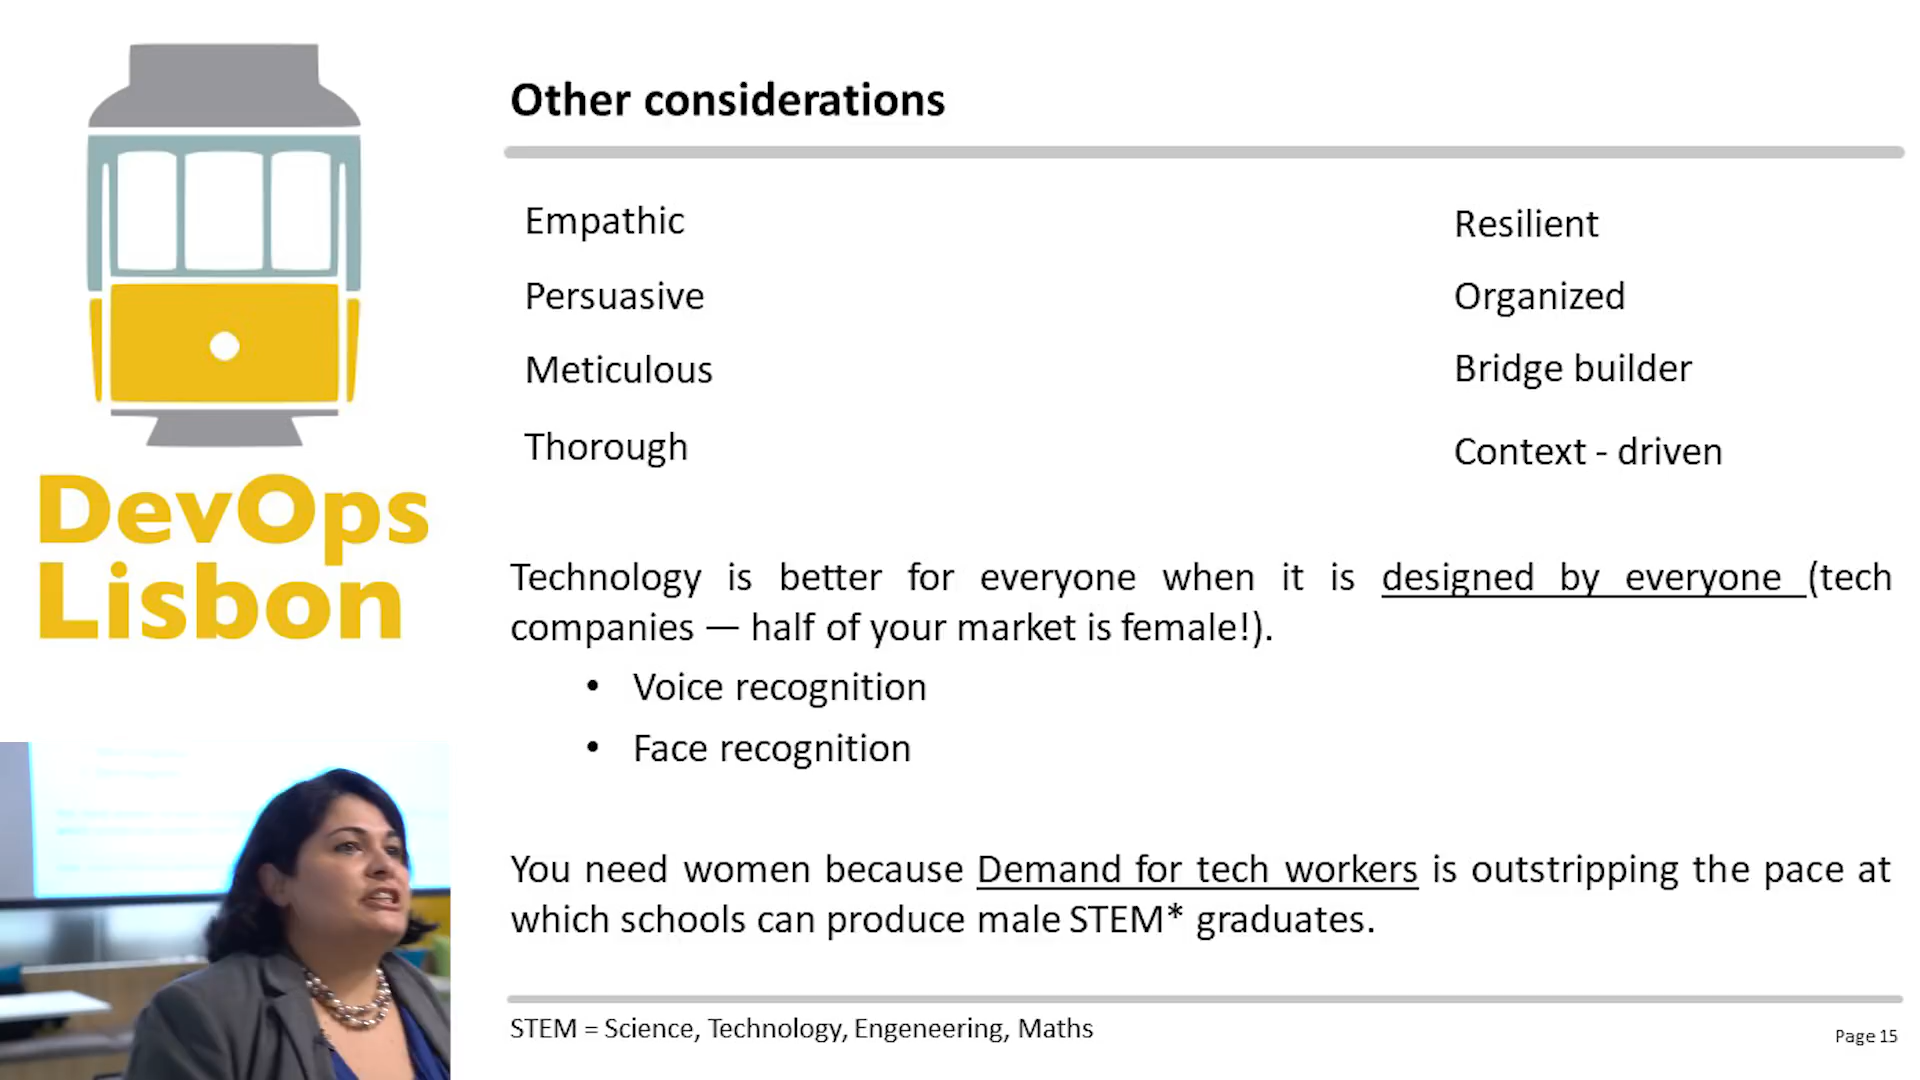 DevOps
Lisbon
Other considerations
Empathic
Resilient
Persuasive
Organized
Meticulous
Bridge builder
Thorough
Context - driven
Technology is better for everyone when it is designed by everyone (tech
companies — half of your market is female!).
• Voice recognition
• Face recognition
You need women because Demand for tech workers is outstripping the pace at
which schools can produce male STEM* graduates.
STEM = Science, Technology, Engeneering, Maths
Page 15